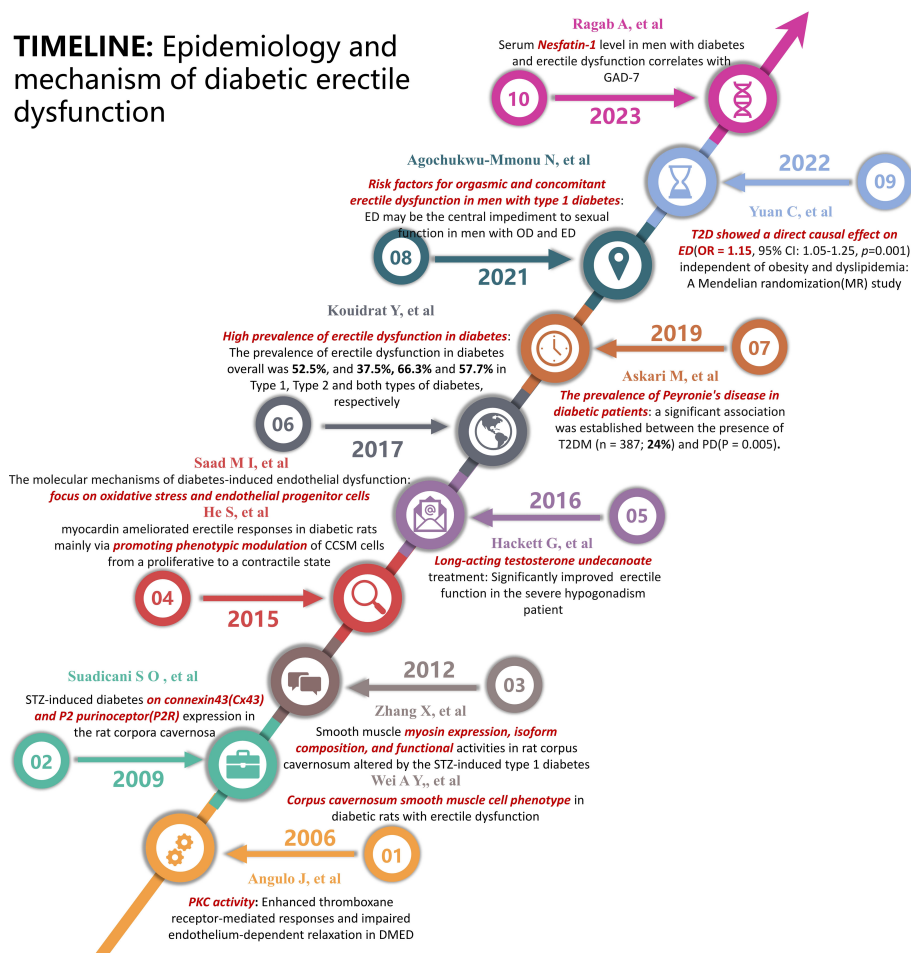 TIMELINE: Epidemiology and
mechanism of diabetic erectile
dysfunction
Ragab A, et al
Serum Nesfatin-1 level in men with diabetes
and erectile dysfunction correlates with
GAD-7
10
2023
2022
09
Yuan C, et al
T2D showed a direct causal effect on
ED(OR = 1.15, 95% CI: 1.05-1.25, p=0.001)
independent of obesity and dyslipidemia:
A Mendelian randomization(MR) study
Agochukwu-Mmonu N, et al
Risk factors for orgasmic and concomitant
erectile dysfunction in men with type 1 diabetes:
ED may be the central impediment to sexual
function in men with OD and ED
08
2021
2019
07
Askari M, et al
The prevalence of Peyronie's disease in
diabetic patients: a significant association
was established between the presence of
T2DM (n = 387; 24%) and PD(P = 0.005).
Kouidrat Y, et al
High prevalence of erectile dysfunction in diabetes:
The prevalence of erectile dysfunction in diabetes
overall was 52.5%, and 37.5%, 66.3% and 57.7% in
Type 1, Type 2 and both types of diabetes,
respectively
06
2017
2016
05
Hackett G, et al
Long-acting testosterone undecanoate
treatment: Significantly improved erectile
function in the severe hypogonadism
patient
Saad M I, et al
The molecular mechanisms of diabetes-induced endothelial dysfunction:
focus on oxidative stress and endothelial progenitor cells
He S, et al
myocardin ameliorated erectile responses in diabetic rats
mainly via promoting phenotypic modulation of CCSM cells
from a proliferative to a contractile state
04
2015
2012
03
Zhang X, et al
Smooth muscle myosin expression, isoform
composition, and functional activities in rat corpus
cavernosum altered by the STZ-induced type 1 diabetes
Wei A Y,, et al
Corpus cavernosum smooth muscle cell phenotype in
diabetic rats with erectile dysfunction
Suadicani S O , et al
STZ-induced diabetes on connexin43(Cx43)
and P2 purinoceptor(P2R) expression in
the rat corpora cavernosa
02
2009
2006
01
Angulo J, et al
PKC activity: Enhanced thromboxane
receptor-mediated responses and impaired
endothelium-dependent relaxation in DMED
@